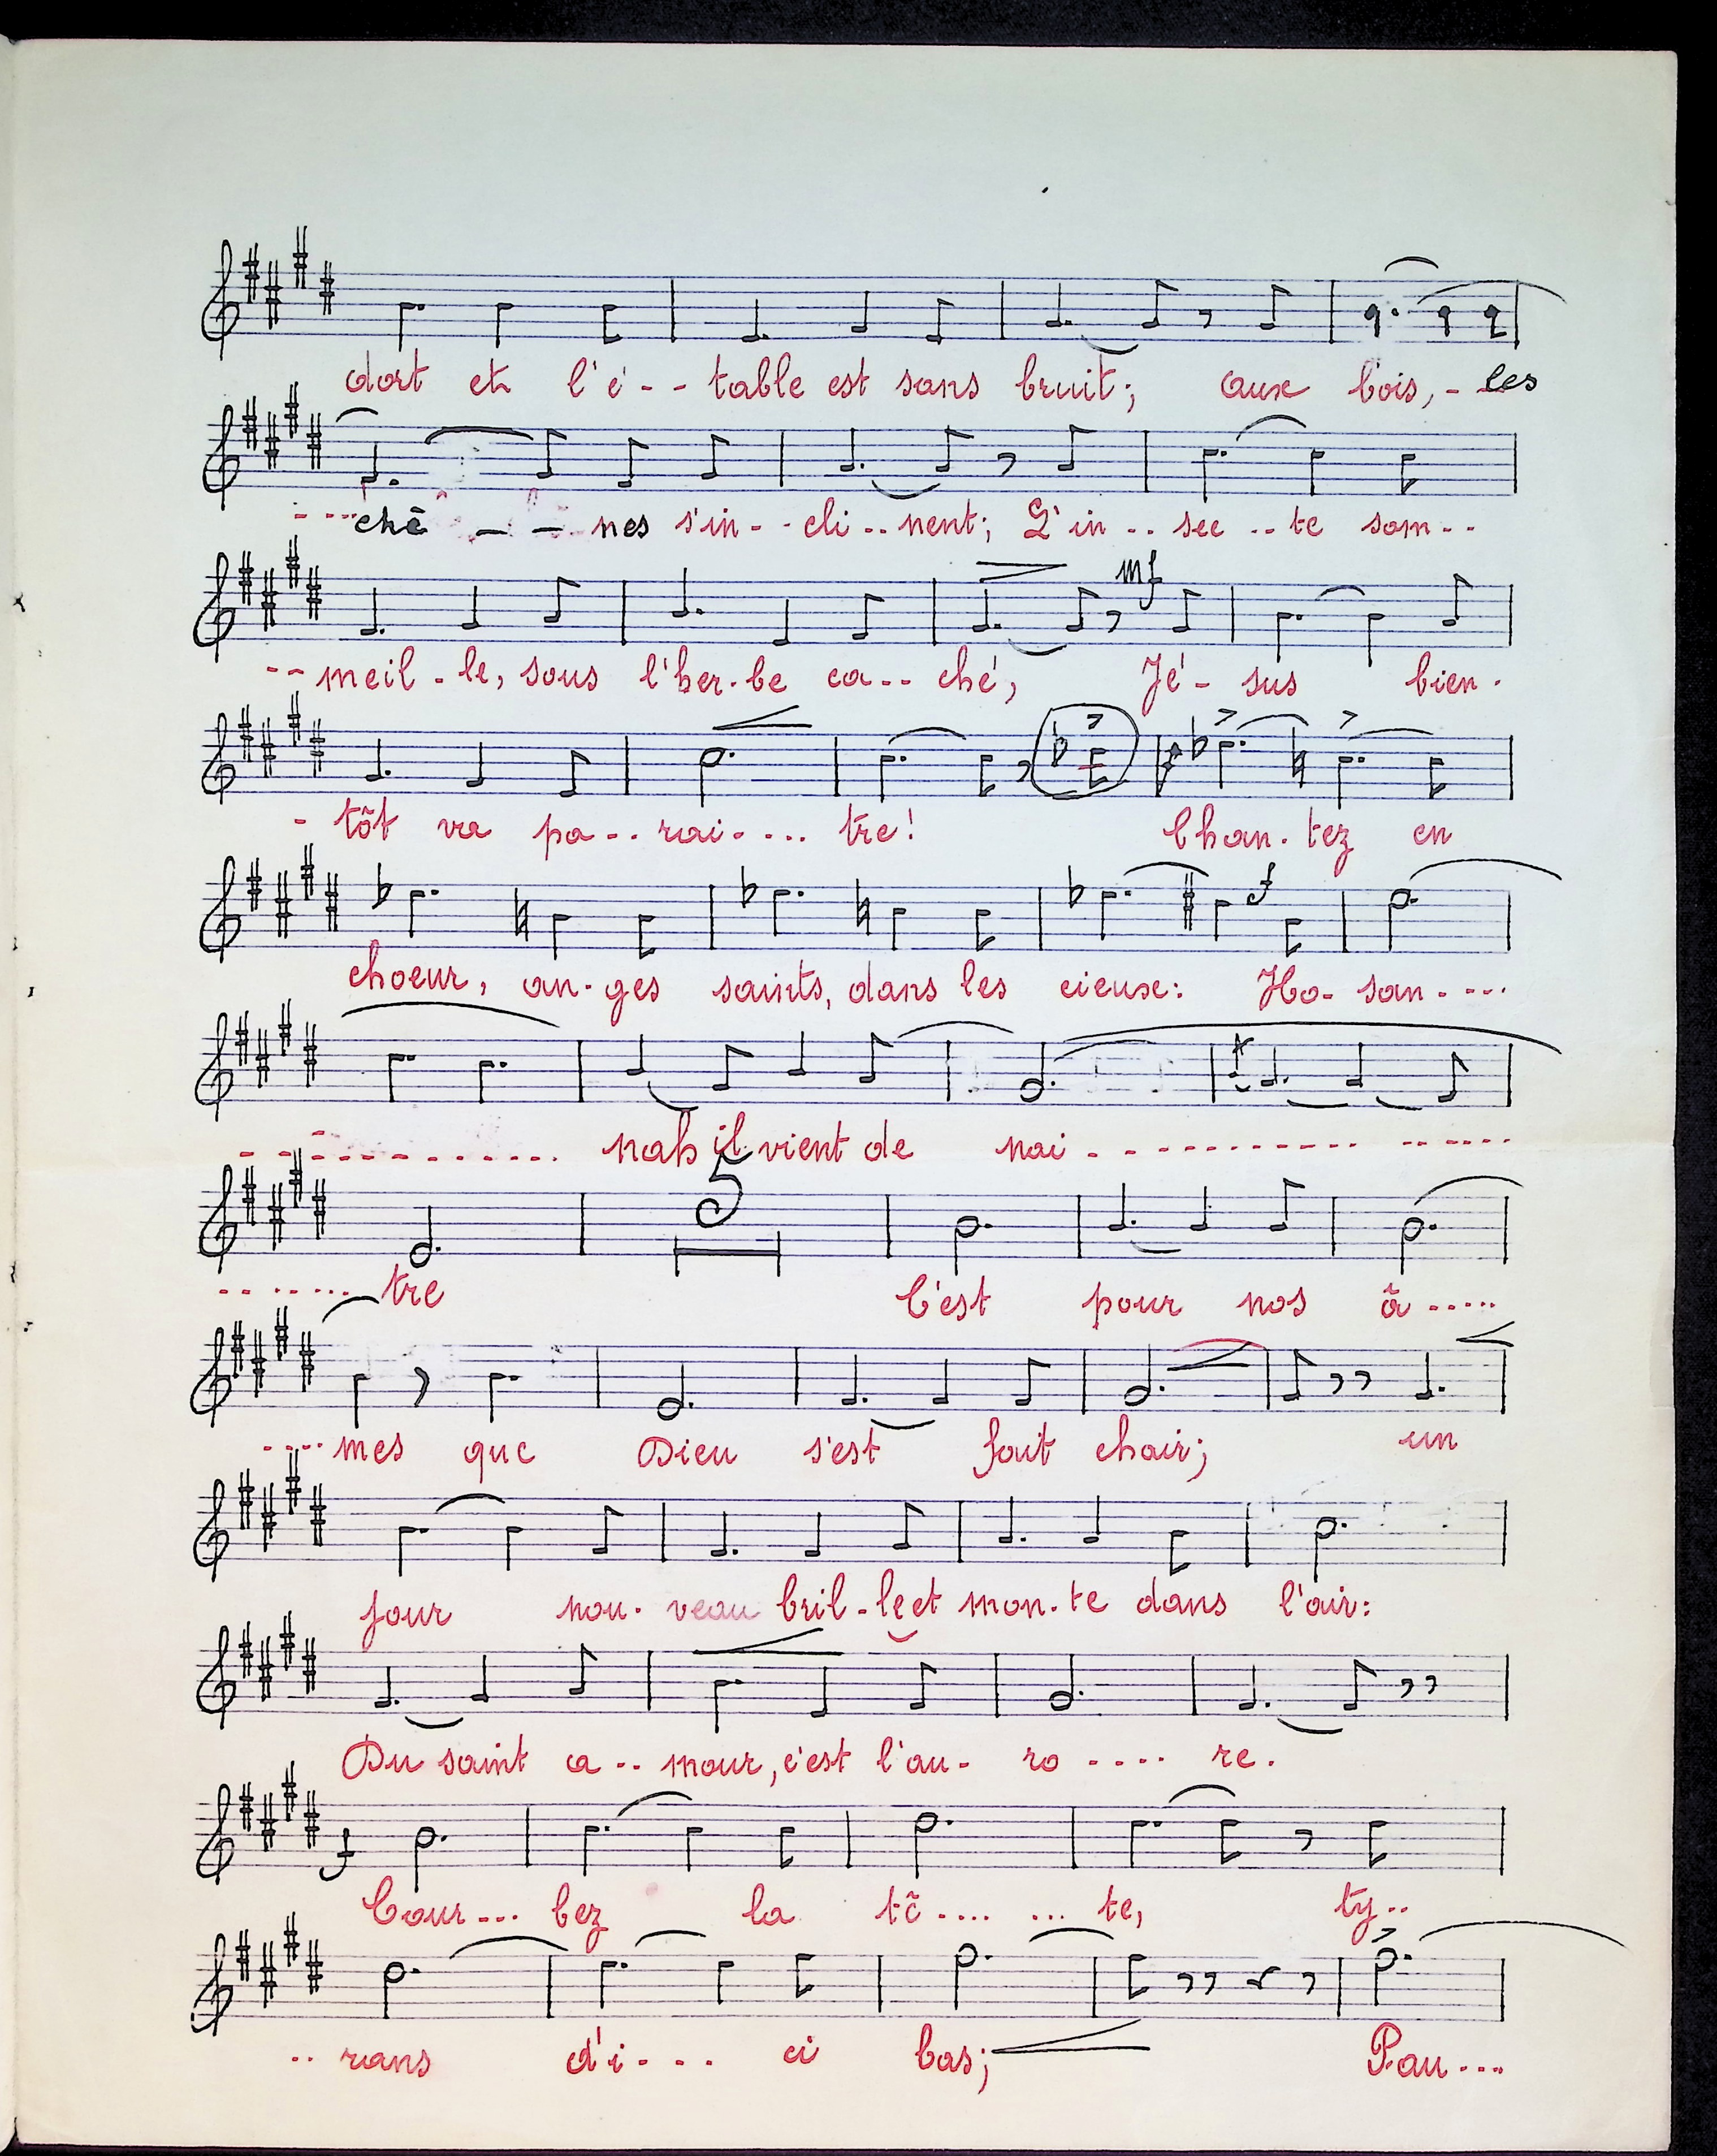 dort et l'é - - table est sans bruit; aux bois, - les
- - - - chê - - nes s'in - - cli - - nent; L'in - - sec - - te som - -
mf
- - meil - le, sous l'her - be ca - - ché, Jé - sus bien -
- tôt va pa - - raî - - - - tre! Chan - tez en
f
choeur, an - ges saints, dans les cieux: Ho - san - - - -
- - - - - - - - - - nah il vient de nai - - - - - - - - - - - - - - - -
5
- - - - - - - tre C'est pour nos â - - - - -
- - - - mes que Dieu s'est fait chair; un
jour nou - veau bril - le et mon - te dans l'air:
Du saint a - - mour, c'est l'au - ro - - - - re.
f
Cour - - - bez la tê - - - - - - - te, ty - -
- - rans d'i - - - - ci bas; Pau - - -